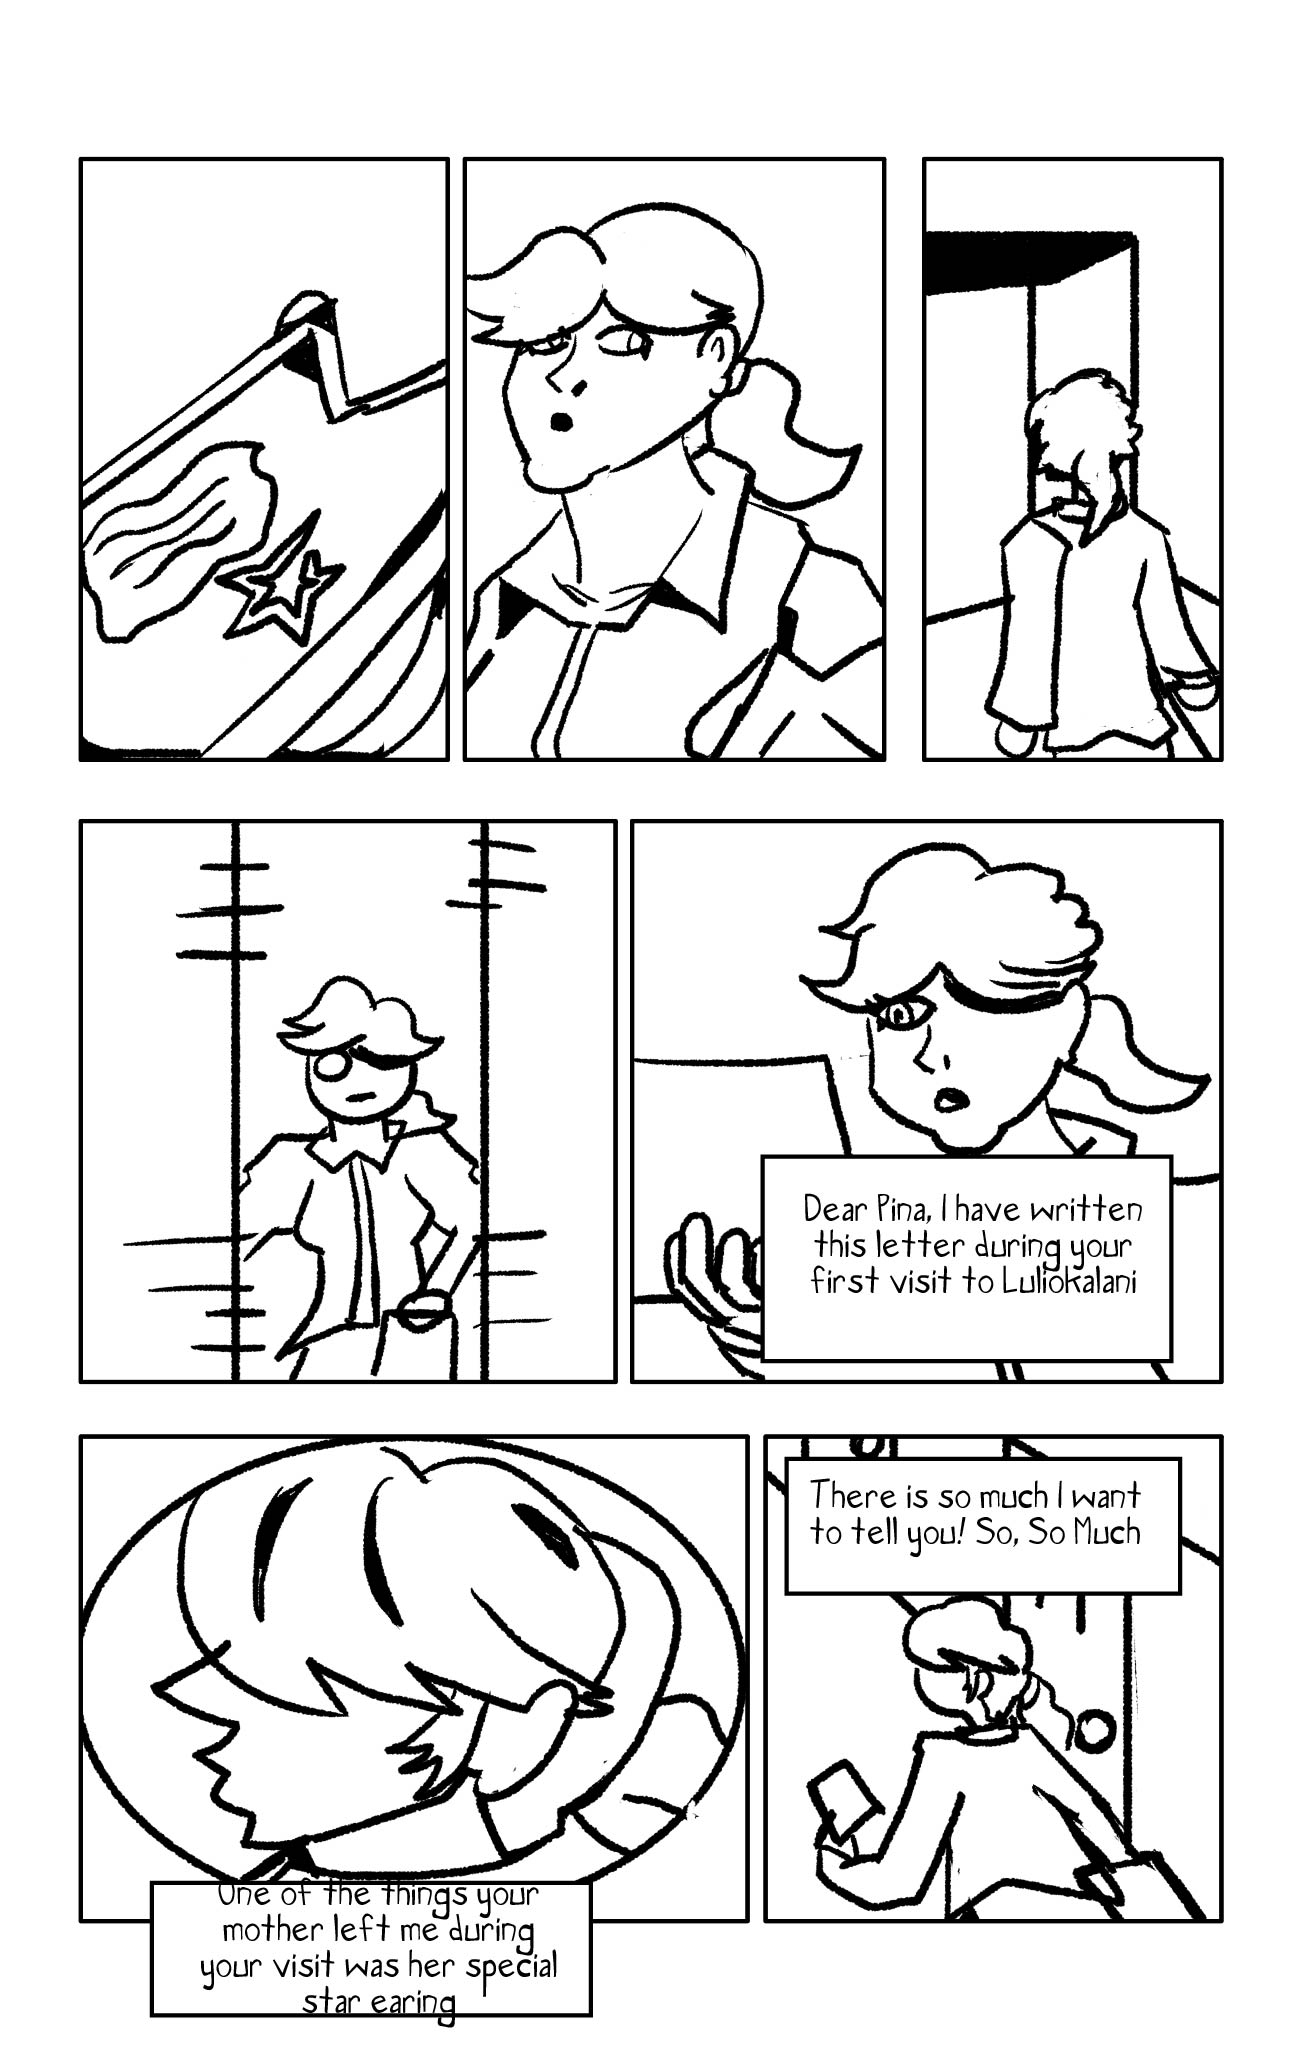 Dear Pina, I have written
this letter during your
first visit to Luliokalani
One of the things your
mother left me during
your visit was her special
star earing
There is so much I want
to tell you! So, So Much